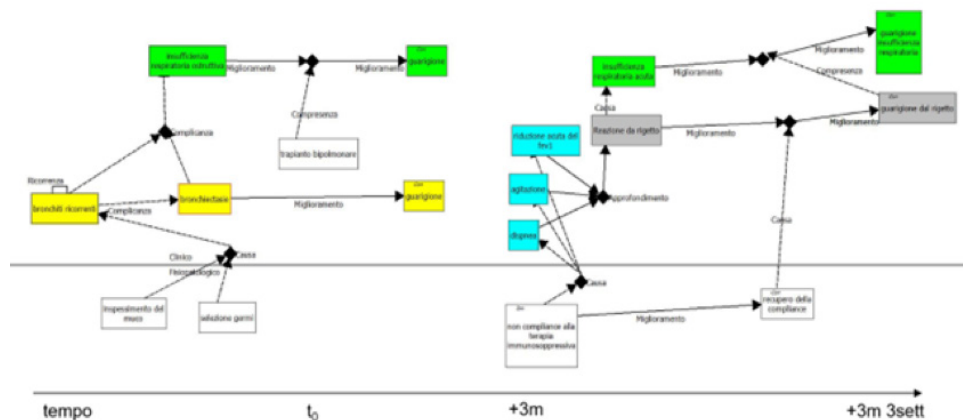 insufficienza
respiratoria ostruttiva
Miglioramento
Miglioramento
guarigione
Complicanza
Compresenza
trapianto bipolmonare
Ricorrenza
bronchiti ricorrenti
Complicanza
bronchiectasia
Miglioramento
guarigione
Clinico
Fisiopatologico
Causa
Inspessimento del
muco
selezione germi
guarigione
insufficienza
respiratoria
Miglioramento
insufficienza
respiratoria acuta
Miglioramento
Compresenza
Causa
guarigione dal rigetto
riduzione acuta del
fev1
Reazione da rigetto
Miglioramento
Miglioramento
agitazione
Approfondimento
dispnea
Causa
Causa
non compliance alla
terapia
immunosoppressiva
Miglioramento
recupero della
compliance
tempo
t0
+3m
+3m 3sett